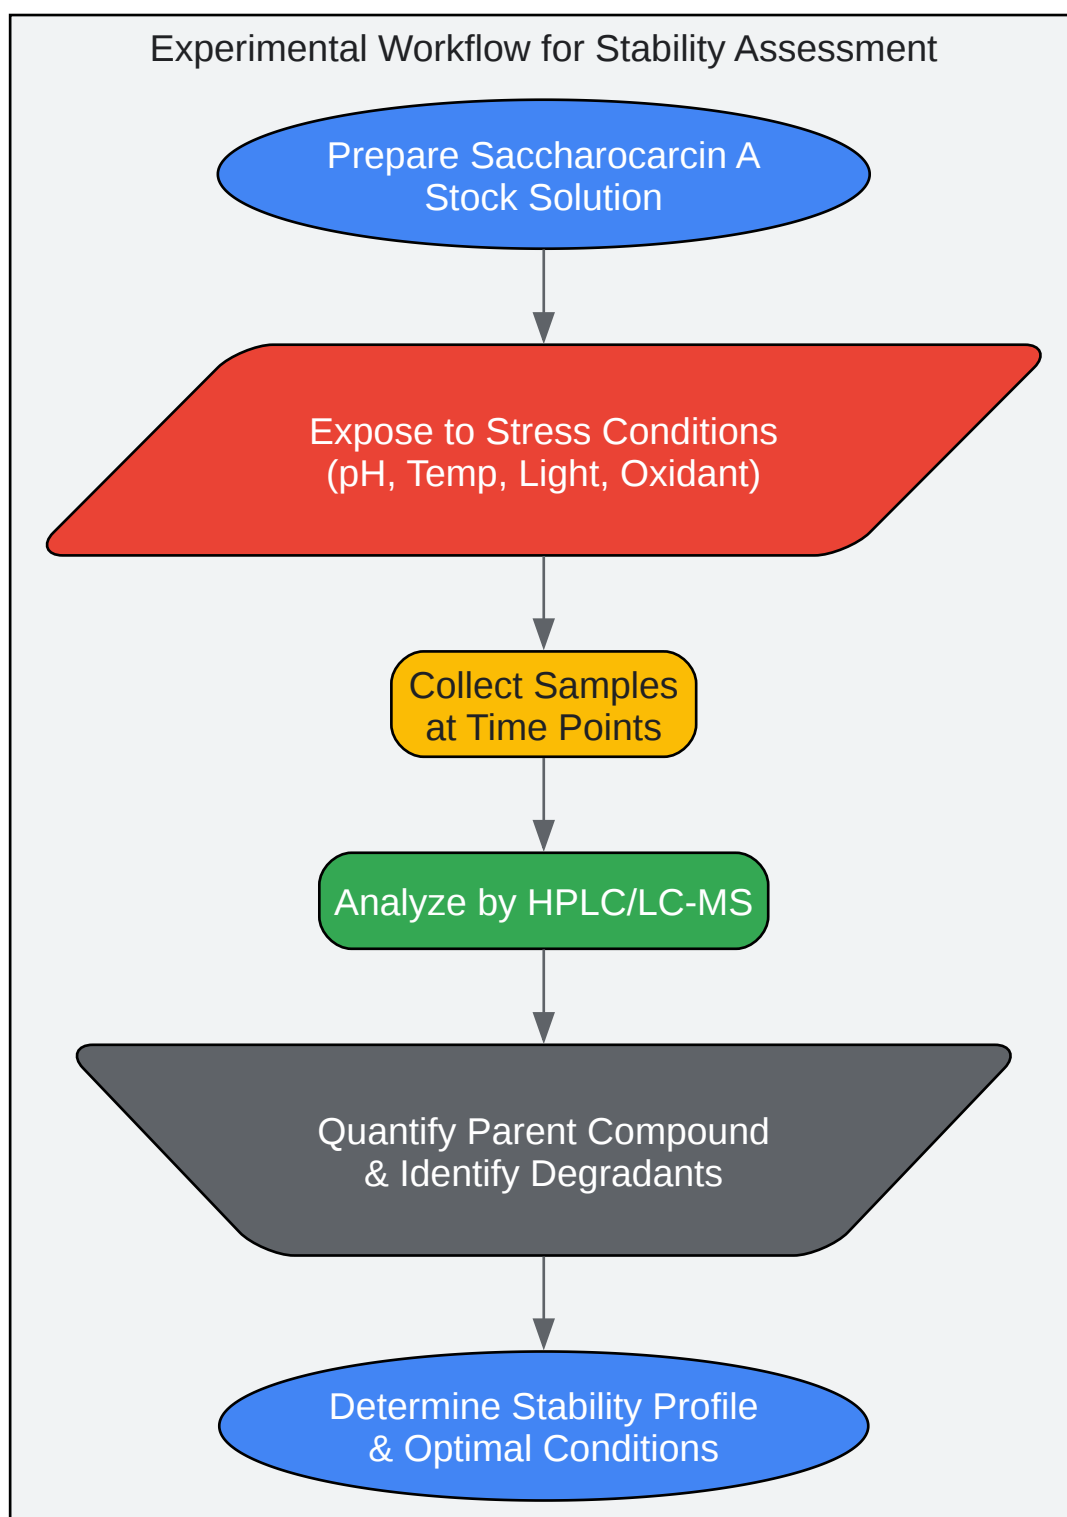 Experimental Workflow for Stability Assessment
Prepare Saccharocarcin A
Stock Solution
Expose to Stress Conditions
(pH, Temp, Light, Oxidant)
Collect Samples
at Time Points
Analyze by HPLC/LC-MS
Quantify Parent Compound
& Identify Degradants
Determine Stability Profile
& Optimal Conditions